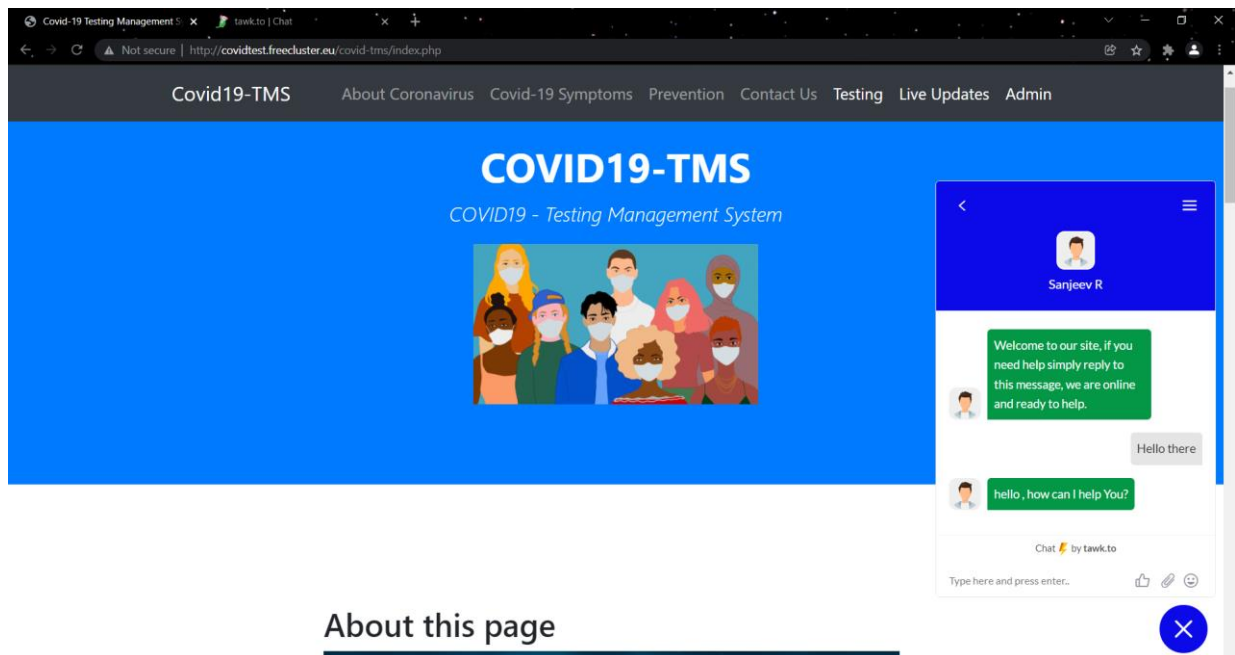 Covid-19 Testing Management S
tawk.to | Chat
Not secure | http://covidtest.freecluster.eu/covid-tms/index.php
Covid19-TMS About Coronavirus Covid-19 Symptoms Prevention Contact Us Testing Live Updates Admin
COVID19-TMS
COVID19 - Testing Management System
Sanjeev R
Welcome to our site, if you
need help simply reply to
this message, we are online
and ready to help.
Hello there
hello , how can I help You?
Chat by tawk.to
Type here and press enter..
About this page